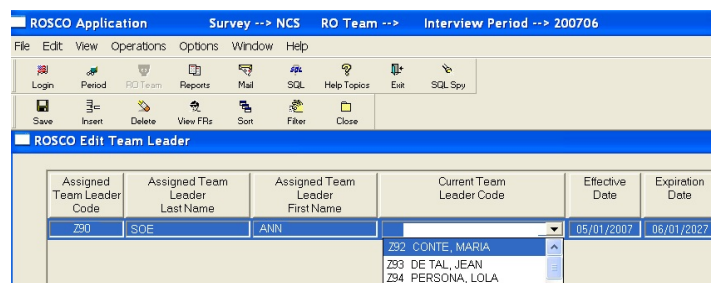 ROSCO Application Survey --> NCS RO Team --> Interview Period --> 200706
File Edit View Operations Options Window Help
Login Period RO Team Reports Mail SQL Help Topics Exit SQL Spy
Save Insert Delete View FRs Sort Filter Close
ROSCO Edit Team Leader
Assigned Team Leader Code
Assigned Team Leader Last Name
Assigned Team Leader First Name
Current Team Leader Code
Effective Date
Expiration Date
Z90 SOE ANN 05/01/2007 06/01/2027
Z92 CONTE, MARIA
Z93 DE TAL, JEAN
Z94 PERSONA, LOLA